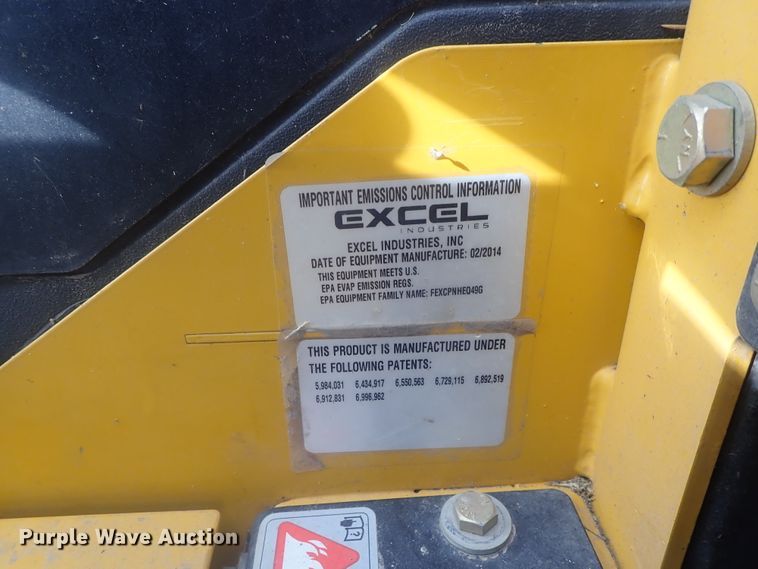 IMPORTANT EMISSIONS CONTROL INFORMATION
EXCEL
INDUSTRIES
EXCEL INDUSTRIES, INC
DATE OF EQUIPMENT MANUFACTURE: 02/2014
THIS EQUIPMENT MEETS U.S.
EPA EVAP EMISSION REGS.
EPA EQUIPMENT FAMILY NAME: FEXCPNHEQ49G
THIS PRODUCT IS MANUFACTURED UNDER
THE FOLLOWING PATENTS:
5,984,031 6,434,917 6,550,563 6,729,115 6,892,519
6,912,831 6,996,962
Purple Wave Auction